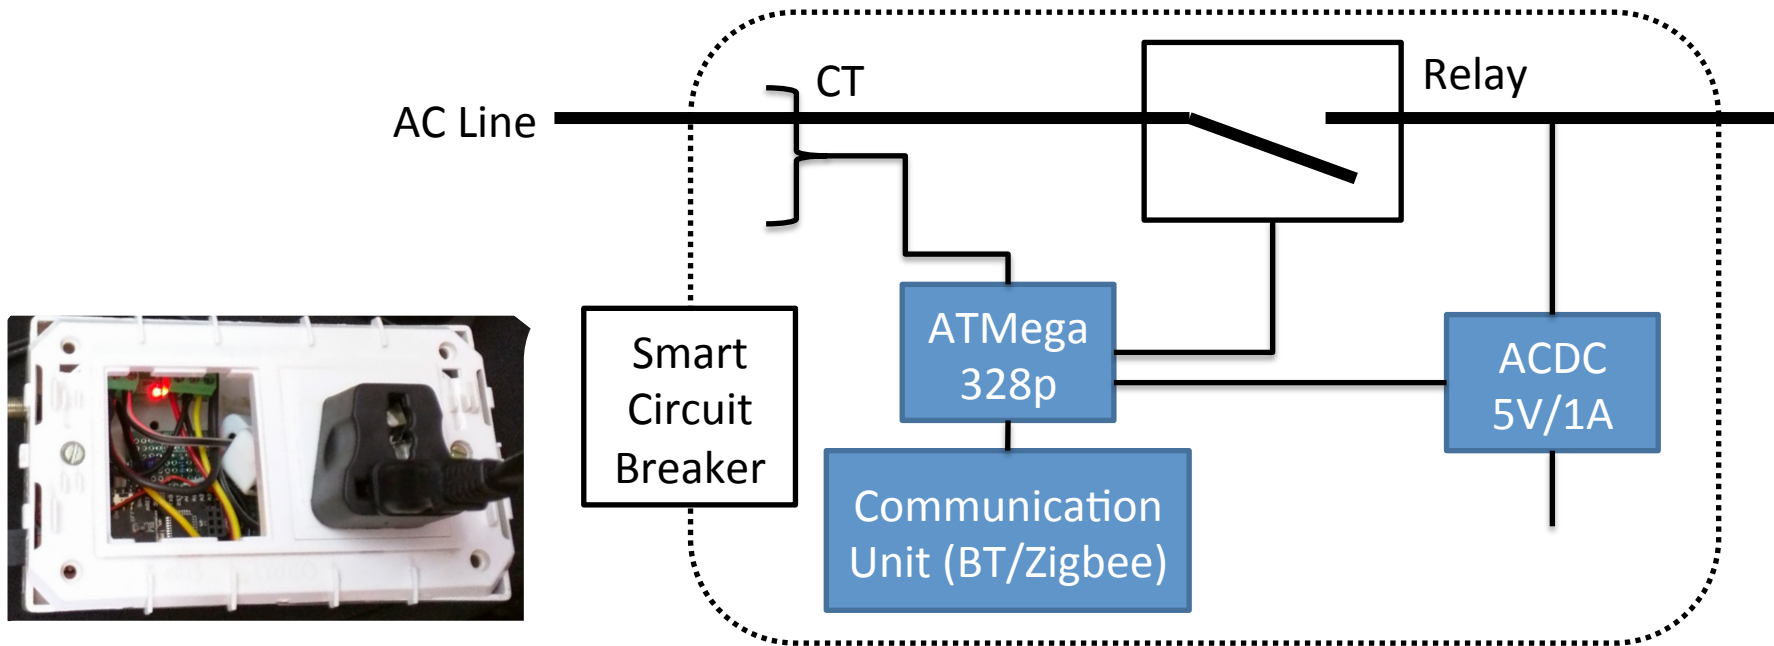 CT
Relay
AC Line
Smart
Circuit
Breaker
ATMega
328p
ACDC
5V/1A
Communication
Unit (BT/Zigbee)